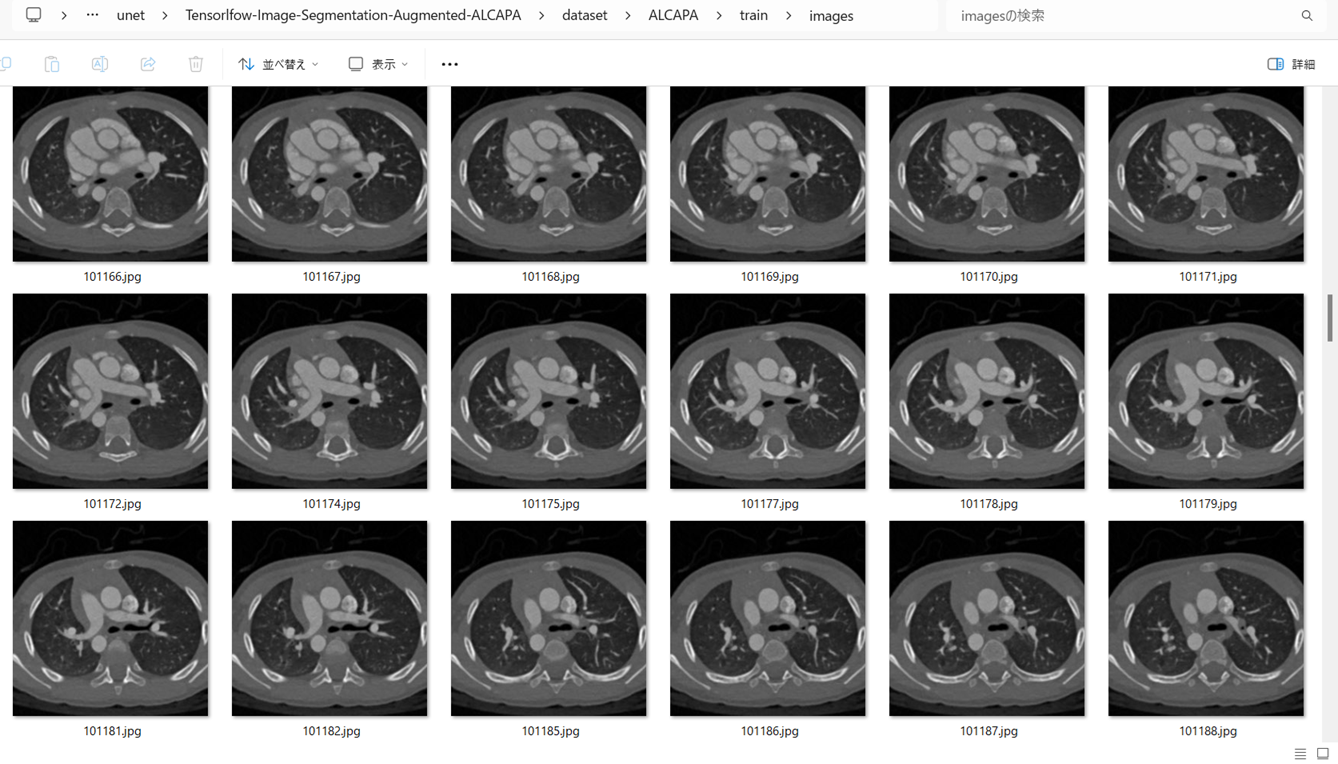 … > unet > Tensorlfow-Image-Segmentation-Augmented-ALCAPA > dataset > ALCAPA > train > images
imagesの検索
並べ替え
表示
詳細
101166.jpg
101167.jpg
101168.jpg
101169.jpg
101170.jpg
101171.jpg
101172.jpg
101174.jpg
101175.jpg
101177.jpg
101178.jpg
101179.jpg
101181.jpg
101182.jpg
101185.jpg
101186.jpg
101187.jpg
101188.jpg